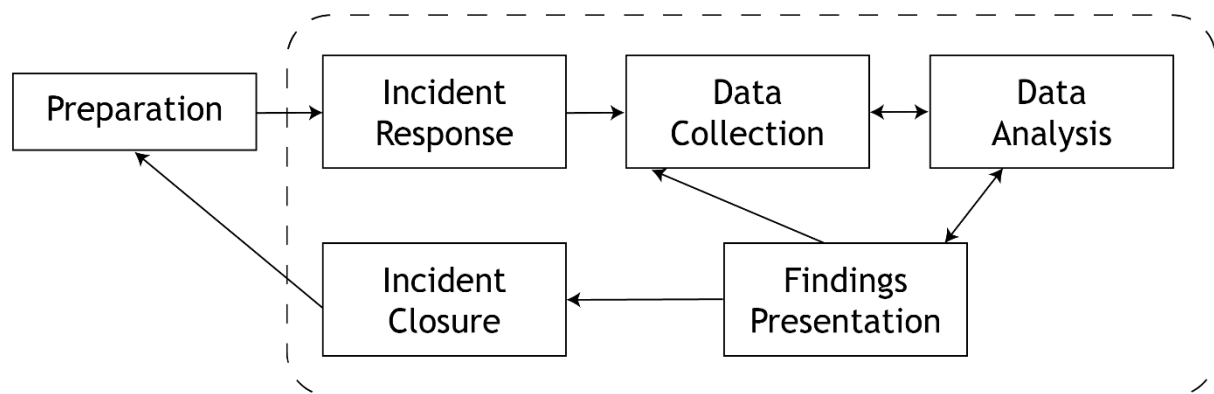 Preparation
Incident
Response
Data
Collection
Data
Analysis
Incident
Closure
Findings
Presentation